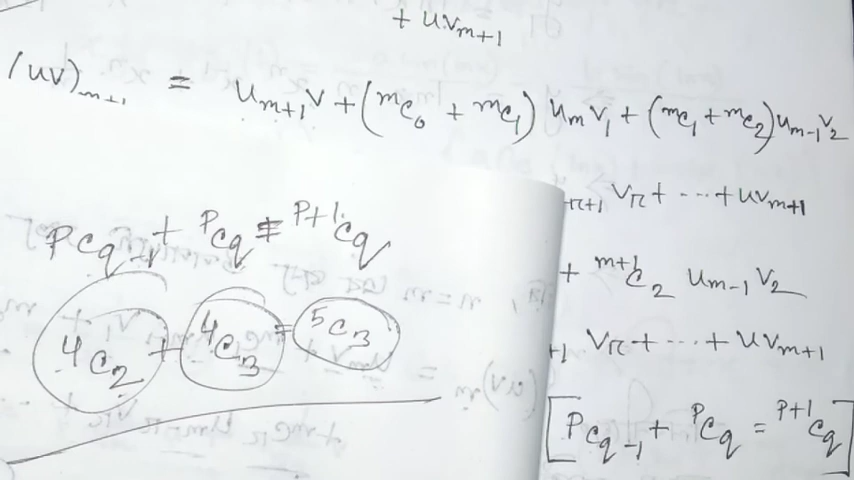 + uv_{m+1}
(uv)_{m+1} = u_{m+1}v + (^mC_0 + ^mC_1) u_m v_1 + (^mC_1 + ^mC_2) u_{m-1} v_2
v_r + ... + uv_{m+1}
+ ^{m+1}C_2 u_{m-1} v_2
v_r + ... + uv_{m+1}
[^pC_{q-1} + ^pC_q = ^{p+1}C_q]
^pC_{q-1} + ^pC_q = ^{p+1}C_q
^4C_2 + ^4C_3 = ^5C_3